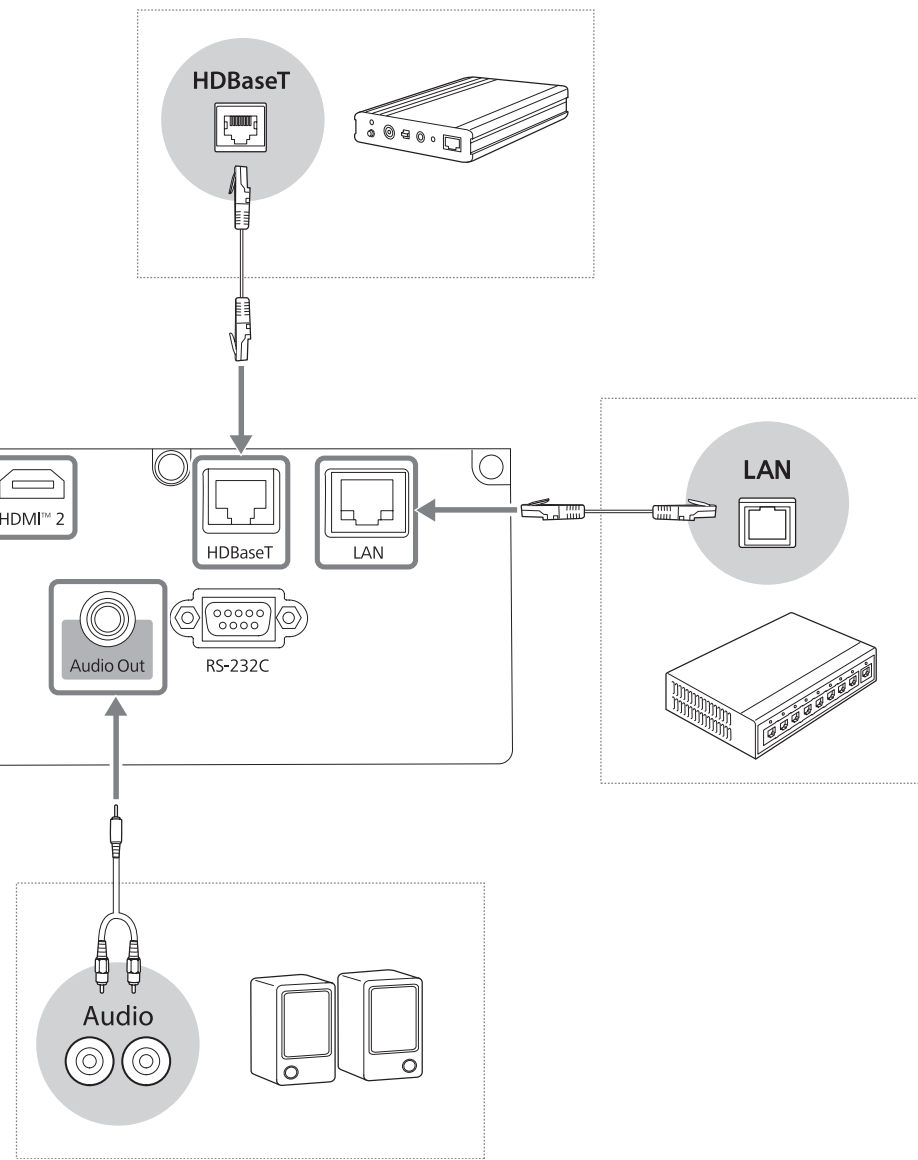 HDBaseT
LAN
HDMI™ 2
HDBaseT
LAN
Audio Out
RS-232C
Audio